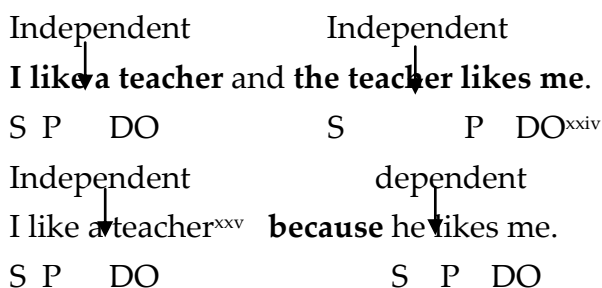 Independent Independent
I like a teacher and the teacher likes me.
S P DO S P DOxxiv
Independent dependent
I like a teacherxxv because he likes me.
S P DO S P DO